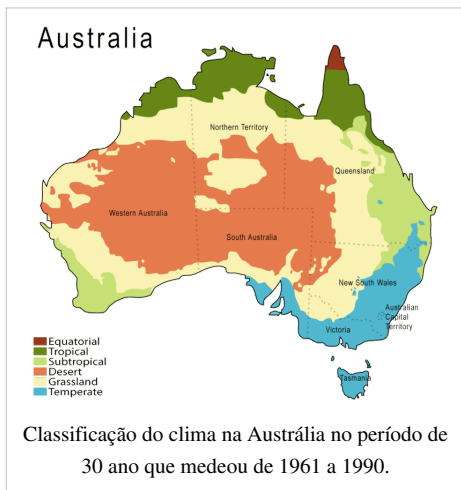 Australia
Northern Territory
Queensland
Western Australia
South Australia
New South Wales
Australian
Capital
Territory
Victoria
Tasmania
Equatorial
Tropical
Subtropical
Desert
Grassland
Temperate
Classificação do clima na Austrália no período de
30 ano que medeou de 1961 a 1990.